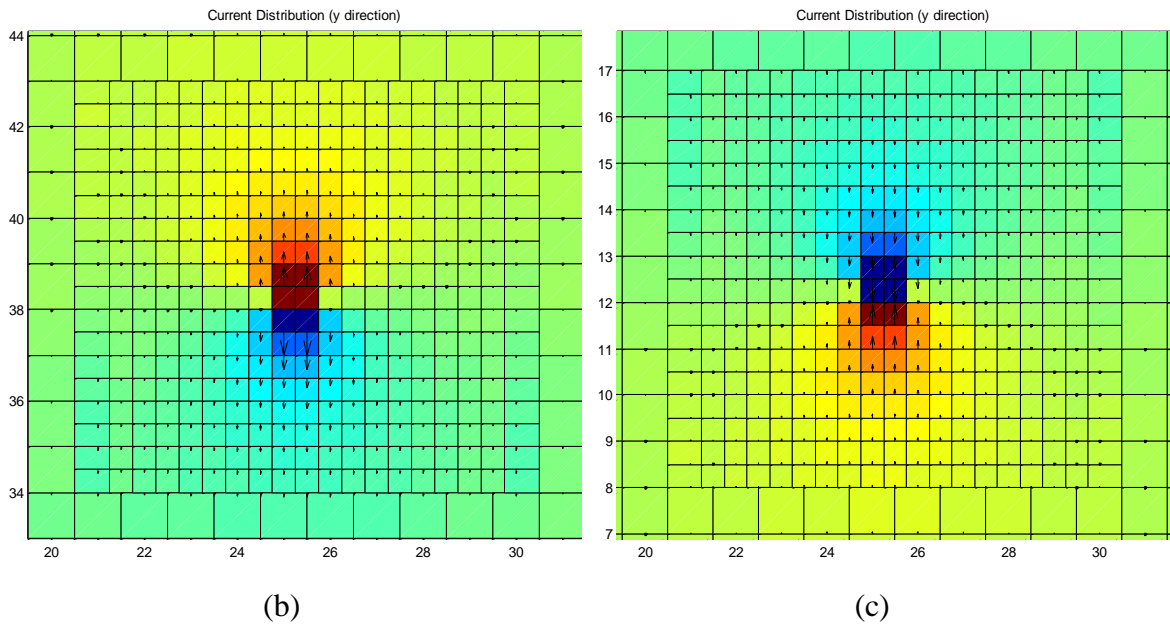 Current Distribution (y direction)
44
42
40
38
36
34
20 22 24 26 28 30
(b)
Current Distribution (y direction)
17
16
15
14
13
12
11
10
9
8
7
20 22 24 26 28 30
(c)